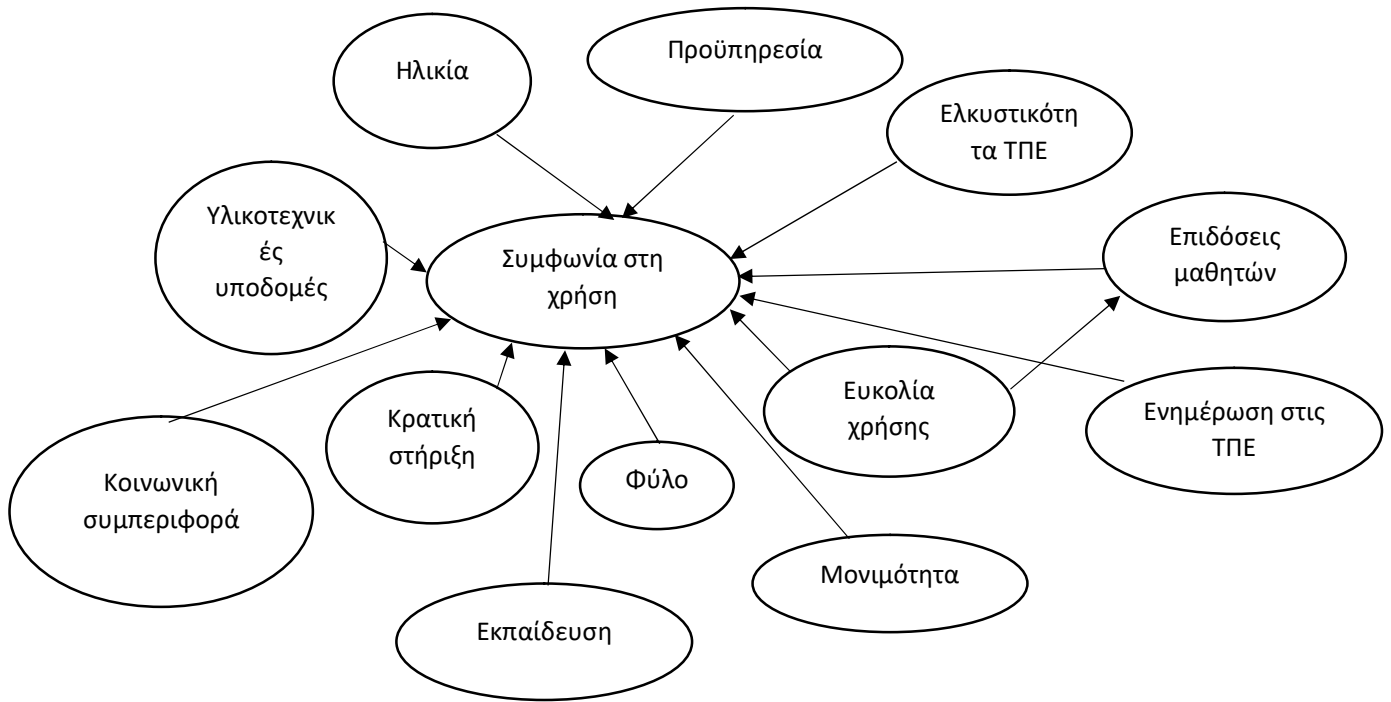 Ηλικία
Προϋπηρεσία
Ελκυστικότη
τα ΤΠΕ
Υλικοτεχνικ
ές
υποδομές
Συμφωνία στη
χρήση
Επιδόσεις
μαθητών
Κρατική
στήριξη
Ευκολία
χρήσης
Ενημέρωση στις
ΤΠΕ
Κοινωνική
συμπεριφορά
Φύλο
Μονιμότητα
Εκπαίδευση